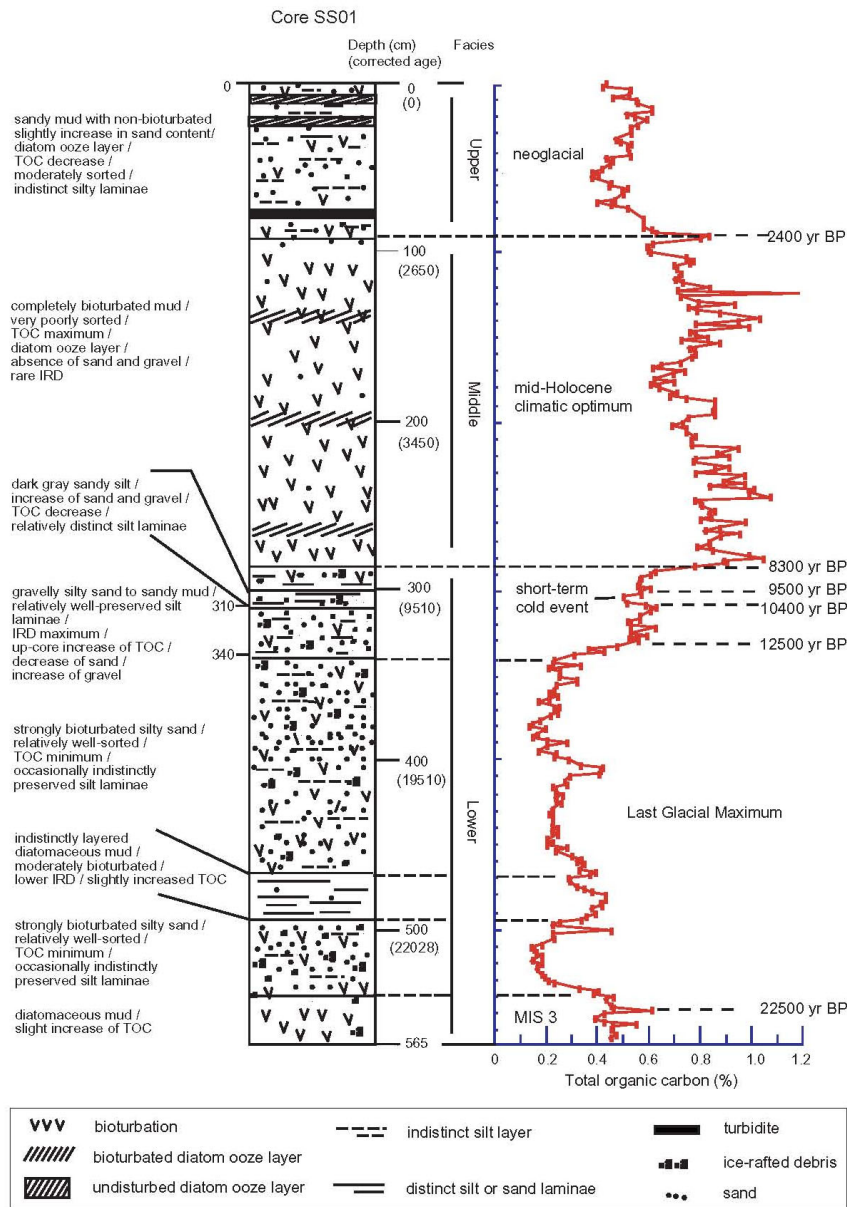 Core SS01
Depth (cm)
(corrected age)
Facies
0
0
(0)
sandy mud with non-bioturbated
slightly increase in sand content/
diatom ooze layer /
TOC decrease /
moderately sorted /
indistinct silty laminae
Upper
neoglacial
2400 yr BP
100
(2650)
completely bioturbated mud /
very poorly sorted /
TOC maximum /
diatom ooze layer /
absence of sand and gravel /
rare IRD
Middle
mid-Holocene
climatic optimum
200
(3450)
dark gray sandy silt /
increase of sand and gravel /
TOC decrease /
relatively distinct silt laminae
8300 yr BP
gravelly silty sand to sandy mud /
relatively well-preserved silt
laminae /
IRD maximum /
up-core increase of TOC /
decrease of sand /
increase of gravel
310
340
300
(9510)
short-term
cold event
9500 yr BP
10400 yr BP
12500 yr BP
strongly bioturbated silty sand /
relatively well-sorted /
TOC minimum /
occasionally indistinctly
preserved silt laminae
400
(19510)
Lower
Last Glacial Maximum
indistinctly layered
diatomaceous mud /
moderately bioturbated /
lower IRD / slightly increased TOC
strongly bioturbated silty sand /
relatively well-sorted /
TOC minimum /
occasionally indistinctly
preserved silt laminae
500
(22028)
diatomaceous mud /
slight increase of TOC
MIS 3
22500 yr BP
565
0 0.2 0.4 0.6 0.8 1.0 1.2
Total organic carbon (%)
bioturbation
indistinct silt layer
turbidite
bioturbated diatom ooze layer
ice-rafted debris
undisturbed diatom ooze layer
distinct silt or sand laminae
sand